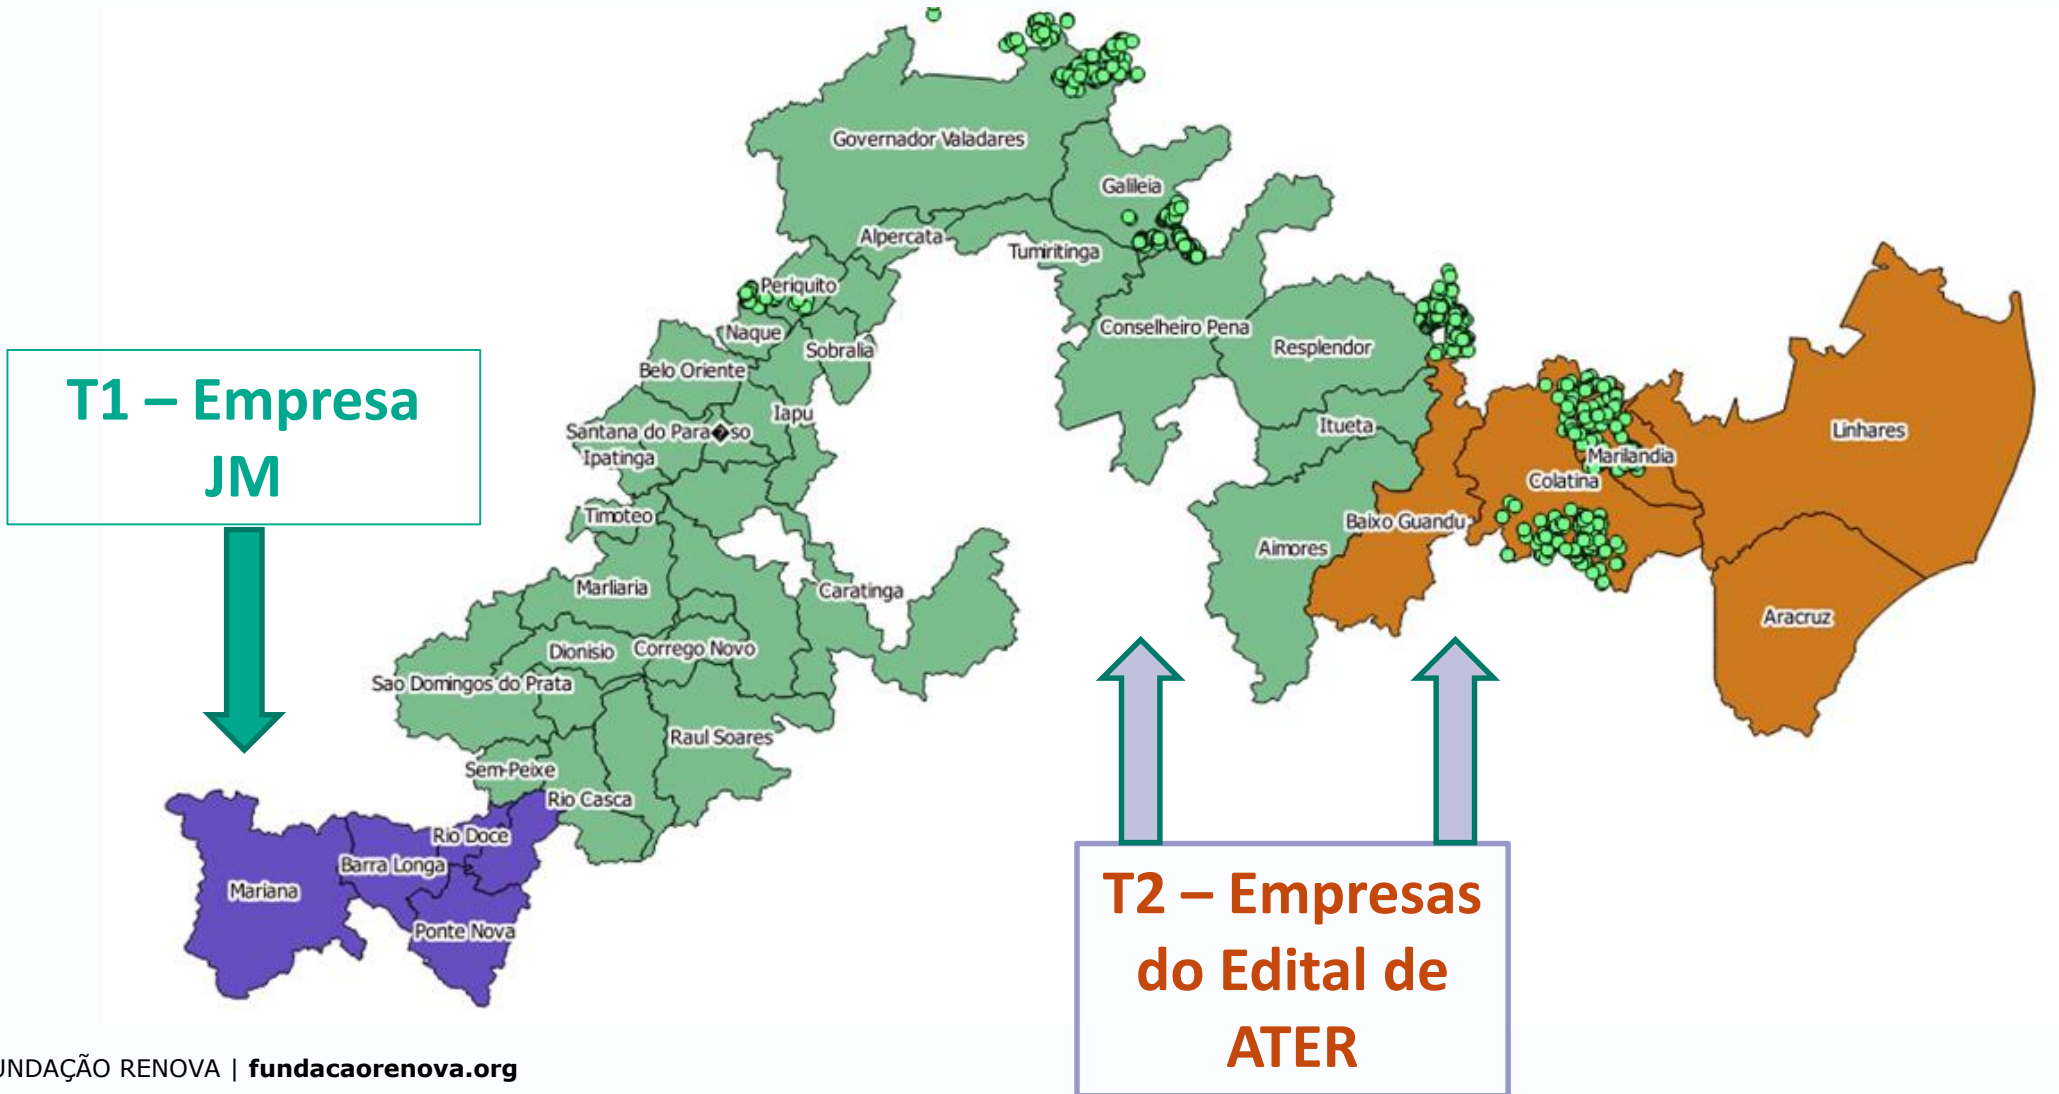 Governador Valadares
Galileia
Alpercata
Tumiritinga
Periquito
Naque
Sobralia
Conselheiro Pena
Resplendor
Belo Oriente
Iapu
Santana do Para�so
Ipatinga
Itueta
Linhares
Marilandia
Colatina
Timoteo
Baixo Guandu
Aimores
Marliaria
Caratinga
Aracruz
Dionisio
Corrego Novo
Sao Domingos do Prata
Raul Soares
Sem-Peixe
Rio Casca
Rio Doce
Barra Longa
Mariana
Ponte Nova
T1 – Empresa
JM
T2 – Empresas
do Edital de
ATER
UNDAÇÃO RENOVA | fundacaorenova.org